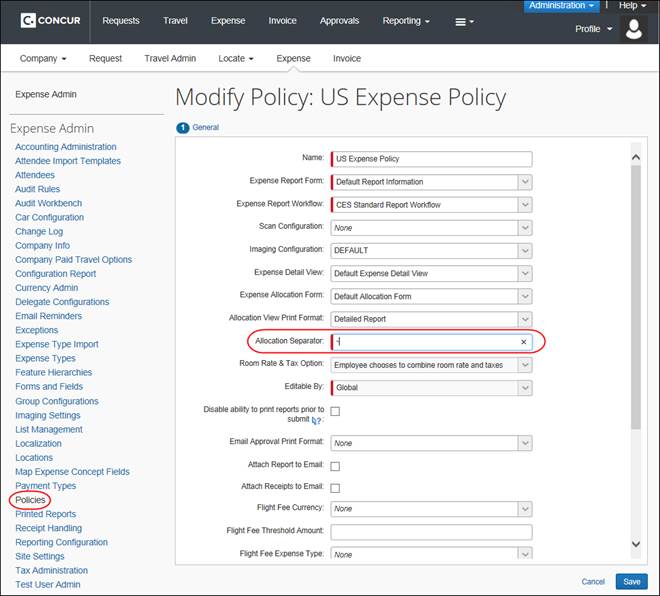 Administration | Help
C. CONCUR Requests Travel Expense Invoice Approvals Reporting
Profile
Company Request Travel Admin Locate Expense Invoice
Expense Admin
Expense Admin
Accounting Administration
Attendee Import Templates
Attendees
Audit Rules
Audit Workbench
Car Configuration
Change Log
Company Info
Company Paid Travel Options
Configuration Report
Currency Admin
Delegate Configurations
Email Reminders
Exceptions
Expense Type Import
Expense Types
Feature Hierarchies
Forms and Fields
Group Configurations
Imaging Settings
List Management
Localization
Locations
Map Expense Concept Fields
Payment Types
Policies
Printed Reports
Receipt Handling
Reporting Configuration
Site Settings
Tax Administration
Test User Admin
Modify Policy: US Expense Policy
1 General
Name: US Expense Policy
Expense Report Form: Default Report Information
Expense Report Workflow: CES Standard Report Workflow
Scan Configuration: None
Imaging Configuration: DEFAULT
Expense Detail View: Default Expense Detail View
Expense Allocation Form: Default Allocation Form
Allocation View Print Format: Detailed Report
Allocation Separator: -
Room Rate & Tax Option: Employee chooses to combine room rate and taxes
Editable By: Global
Disable ability to print reports prior to
submit ?:
Email Approval Print Format: None
Attach Report to Email:
Attach Receipts to Email:
Flight Fee Currency: None
Flight Fee Threshold Amount:
Flight Fee Expense Type: None
Cancel Save